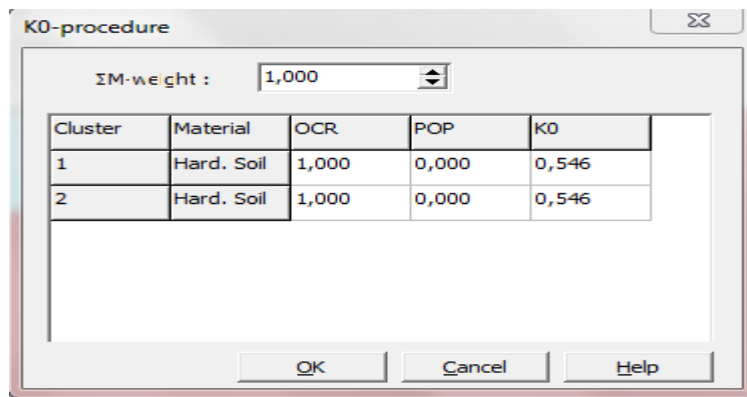 K0-procedure
ΣM-weight : 1,000
Cluster Material OCR POP K0
1 Hard. Soil 1,000 0,000 0,546
2 Hard. Soil 1,000 0,000 0,546
OK Cancel Help